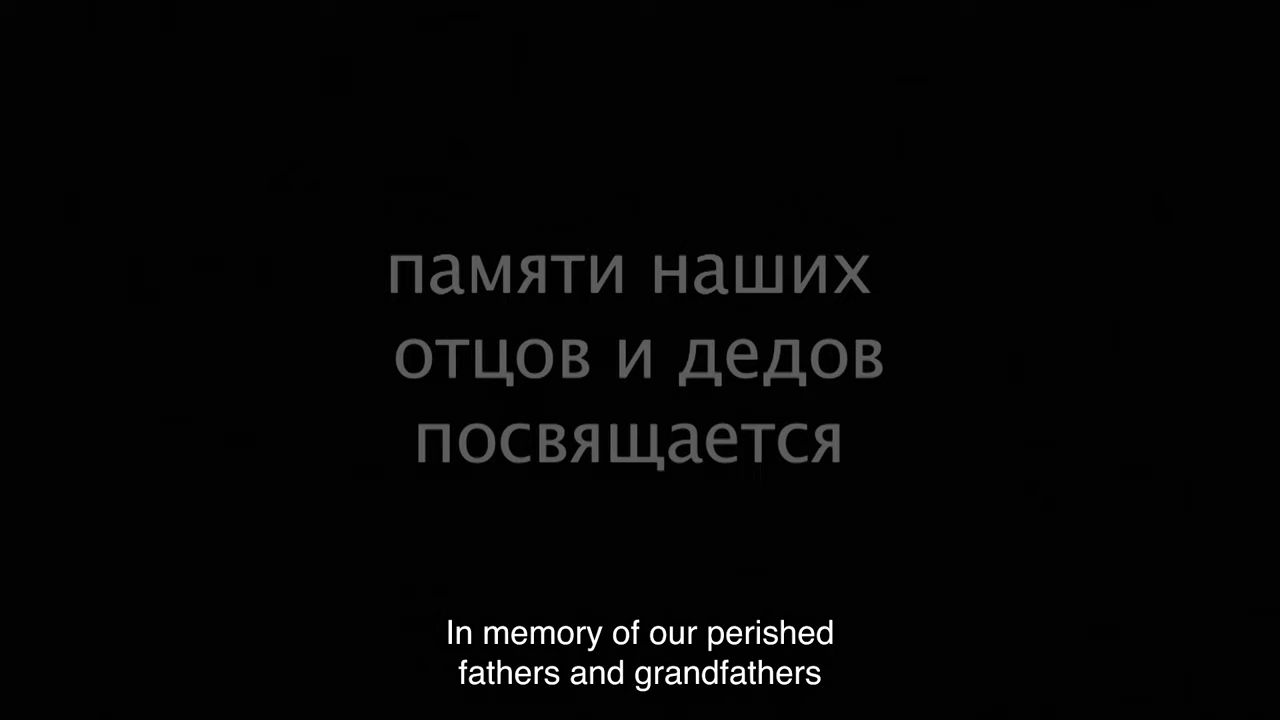 памяти наших
отцов и дедов
посвящается
In memory of our perished
fathers and grandfathers